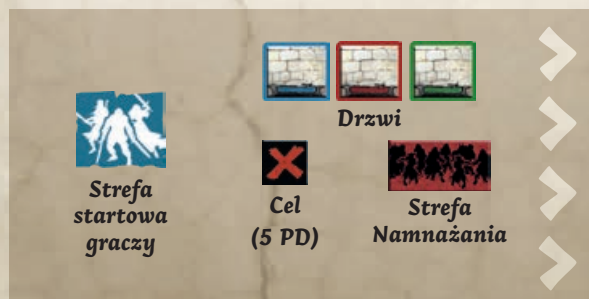 Drzwi
Strefa
startowa
graczy
Cel
(5 PD)
Strefa
Namnażania